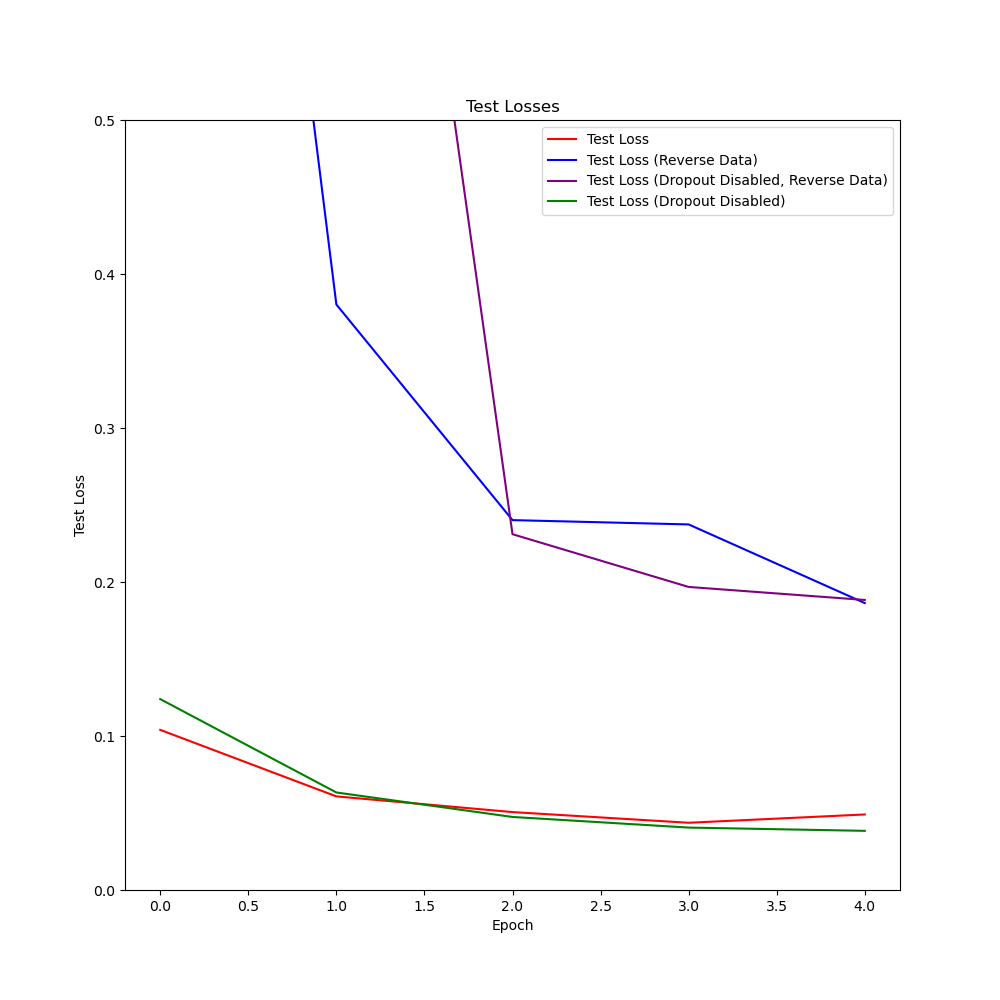 Test Losses
Test Loss
Test Loss (Reverse Data)
Test Loss (Dropout Disabled, Reverse Data)
Test Loss (Dropout Disabled)
Test Loss
0.5
0.4
0.3
0.2
0.1
0.0
0.0 0.5 1.0 1.5 2.0 2.5 3.0 3.5 4.0
Epoch